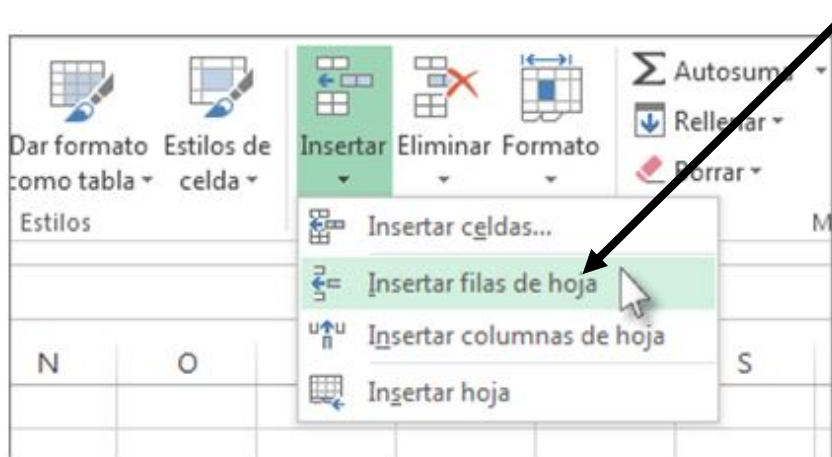 Autosuma
Rellenar
Borrar
Dar formato
como tabla
Estilos de
celda
Insertar
Eliminar
Formato
Estilos
M
Insertar celdas...
Insertar filas de hoja
Insertar columnas de hoja
Insertar hoja
N
O
S